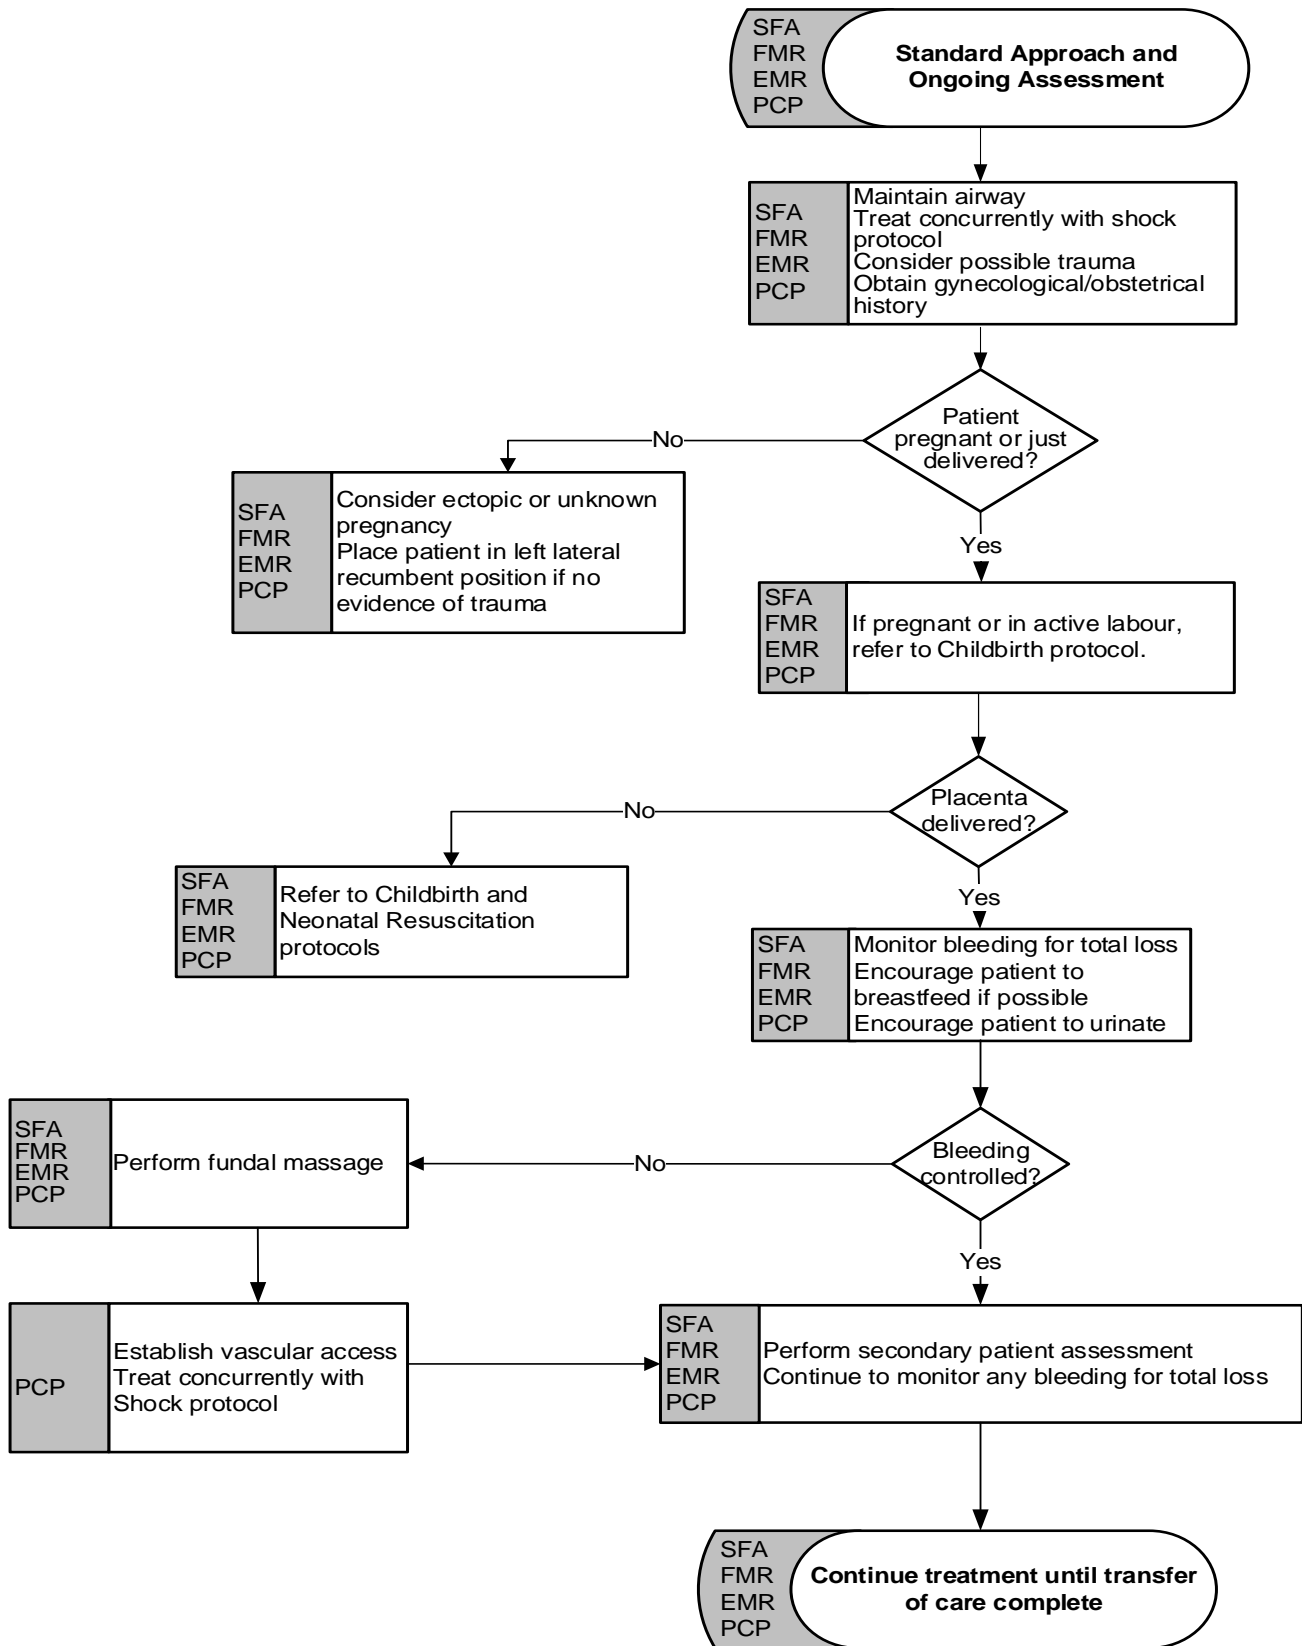 SFA
FMR
EMR
PCP
Standard Approach and
Ongoing Assessment
SFA
FMR
EMR
PCP
Maintain airway
Treat concurrently with shock
protocol
Consider possible trauma
Obtain gynecological/obstetrical
history
Patient
pregnant or just
delivered?
No
SFA
FMR
EMR
PCP
Consider ectopic or unknown
pregnancy
Place patient in left lateral
recumbent position if no
evidence of trauma
Yes
SFA
FMR
EMR
PCP
If pregnant or in active labour,
refer to Childbirth protocol.
Placenta
delivered?
No
SFA
FMR
EMR
PCP
Refer to Childbirth and
Neonatal Resuscitation
protocols
Yes
SFA
FMR
EMR
PCP
Monitor bleeding for total loss
Encourage patient to
breastfeed if possible
Encourage patient to urinate
Bleeding
controlled?
No
SFA
FMR
EMR
PCP
Perform fundal massage
Yes
PCP
Establish vascular access
Treat concurrently with
Shock protocol
SFA
FMR
EMR
PCP
Perform secondary patient assessment
Continue to monitor any bleeding for total loss
SFA
FMR
EMR
PCP
Continue treatment until transfer
of care complete